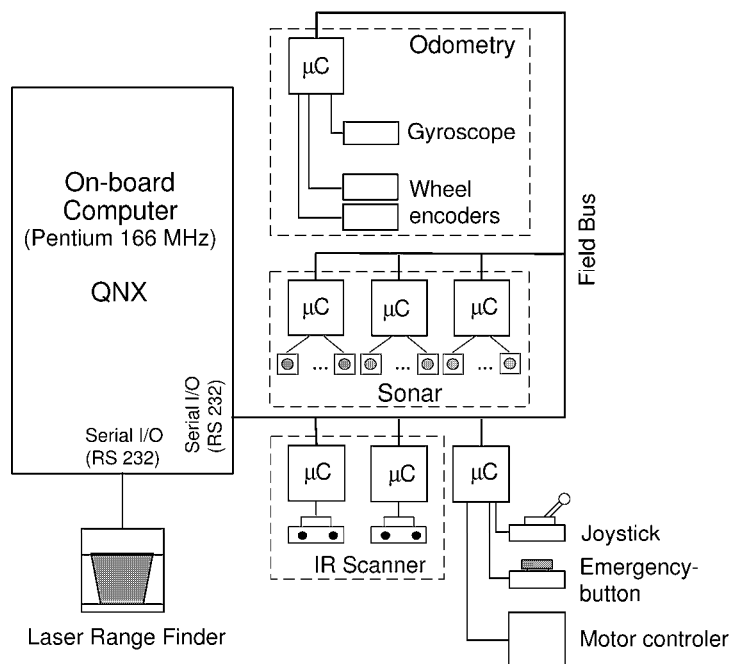 Odometry
μC
Gyroscope
Wheel
encoders
On-board
Computer
(Pentium 166 MHz)
QNX
Field Bus
μC
μC
μC
... ... ...
Sonar
Serial I/O
(RS 232)
Serial I/O
(RS 232)
μC
μC
μC
IR Scanner
Joystick
Emergency-
button
Motor controler
Laser Range Finder